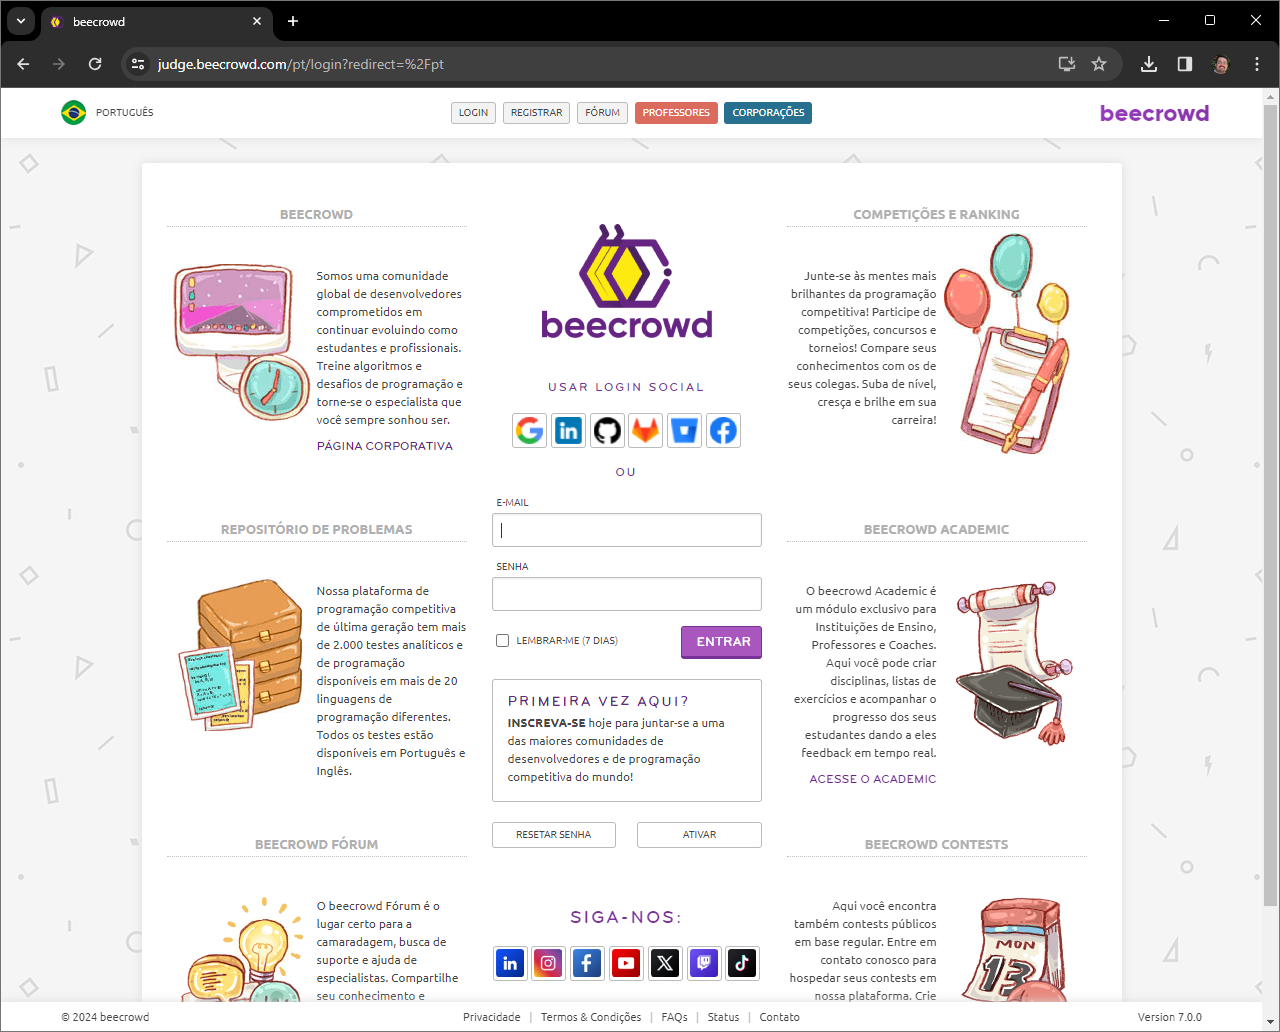 beecrowd
judge.beecrowd.com/pt/login?redirect=%2Fpt
PORTUGUÊS
LOGIN
REGISTRAR
FÓRUM
PROFESSORES
CORPORAÇÕES
beecrowd
BEECROWD
Somos uma comunidade
global de desenvolvedores
comprometidos em
continuar evoluindo como
estudantes e profissionais.
Treine algoritmos e
desafios de programação e
torne-se o especialista que
você sempre sonhou ser.
PÁGINA CORPORATIVA
beecrowd
USAR LOGIN SOCIAL
OU
E-MAIL
SENHA
LEMBRAR-ME (7 DIAS)
ENTRAR
PRIMEIRA VEZ AQUI?
INSCREVA-SE hoje para juntar-se a uma
das maiores comunidades de
desenvolvedores e de programação
competitiva do mundo!
RESETAR SENHA
ATIVAR
SIGA-NOS:
COMPETIÇÕES E RANKING
Junte-se às mentes mais
brilhantes da programação
competitiva! Participe de
competições, concursos e
torneios! Compare seus
conhecimentos com os de
seus colegas. Suba de nível,
cresça e brilhe em sua
carreira!
REPOSITÓRIO DE PROBLEMAS
Nossa plataforma de
programação competitiva
de última geração tem mais
de 2.000 testes analíticos e
de programação
disponíveis em mais de 20
linguagens de
programação diferentes.
Todos os testes estão
disponíveis em Português e
Inglês.
BEECROWD ACADEMIC
O beecrowd Academic é
um módulo exclusivo para
Instituições de Ensino,
Professores e Coaches.
Aqui você pode criar
disciplinas, listas de
exercícios e acompanhar o
progresso dos seus
estudantes dando a eles
feedback em tempo real.
ACESSE O ACADEMIC
BEECROWD FÓRUM
O beecrowd Fórum é o
lugar certo para a
camaradagem, busca de
suporte e ajuda de
especialistas. Compartilhe
seu conhecimento e
BEECROWD CONTESTS
Aqui você encontra
também contests públicos
em base regular. Entre em
contato conosco para
hospedar seus contests em
nossa plataforma. Crie
MON
13
© 2024 beecrowd
Privacidade | Termos & Condições | FAQs | Status | Contato
Version 7.0.0